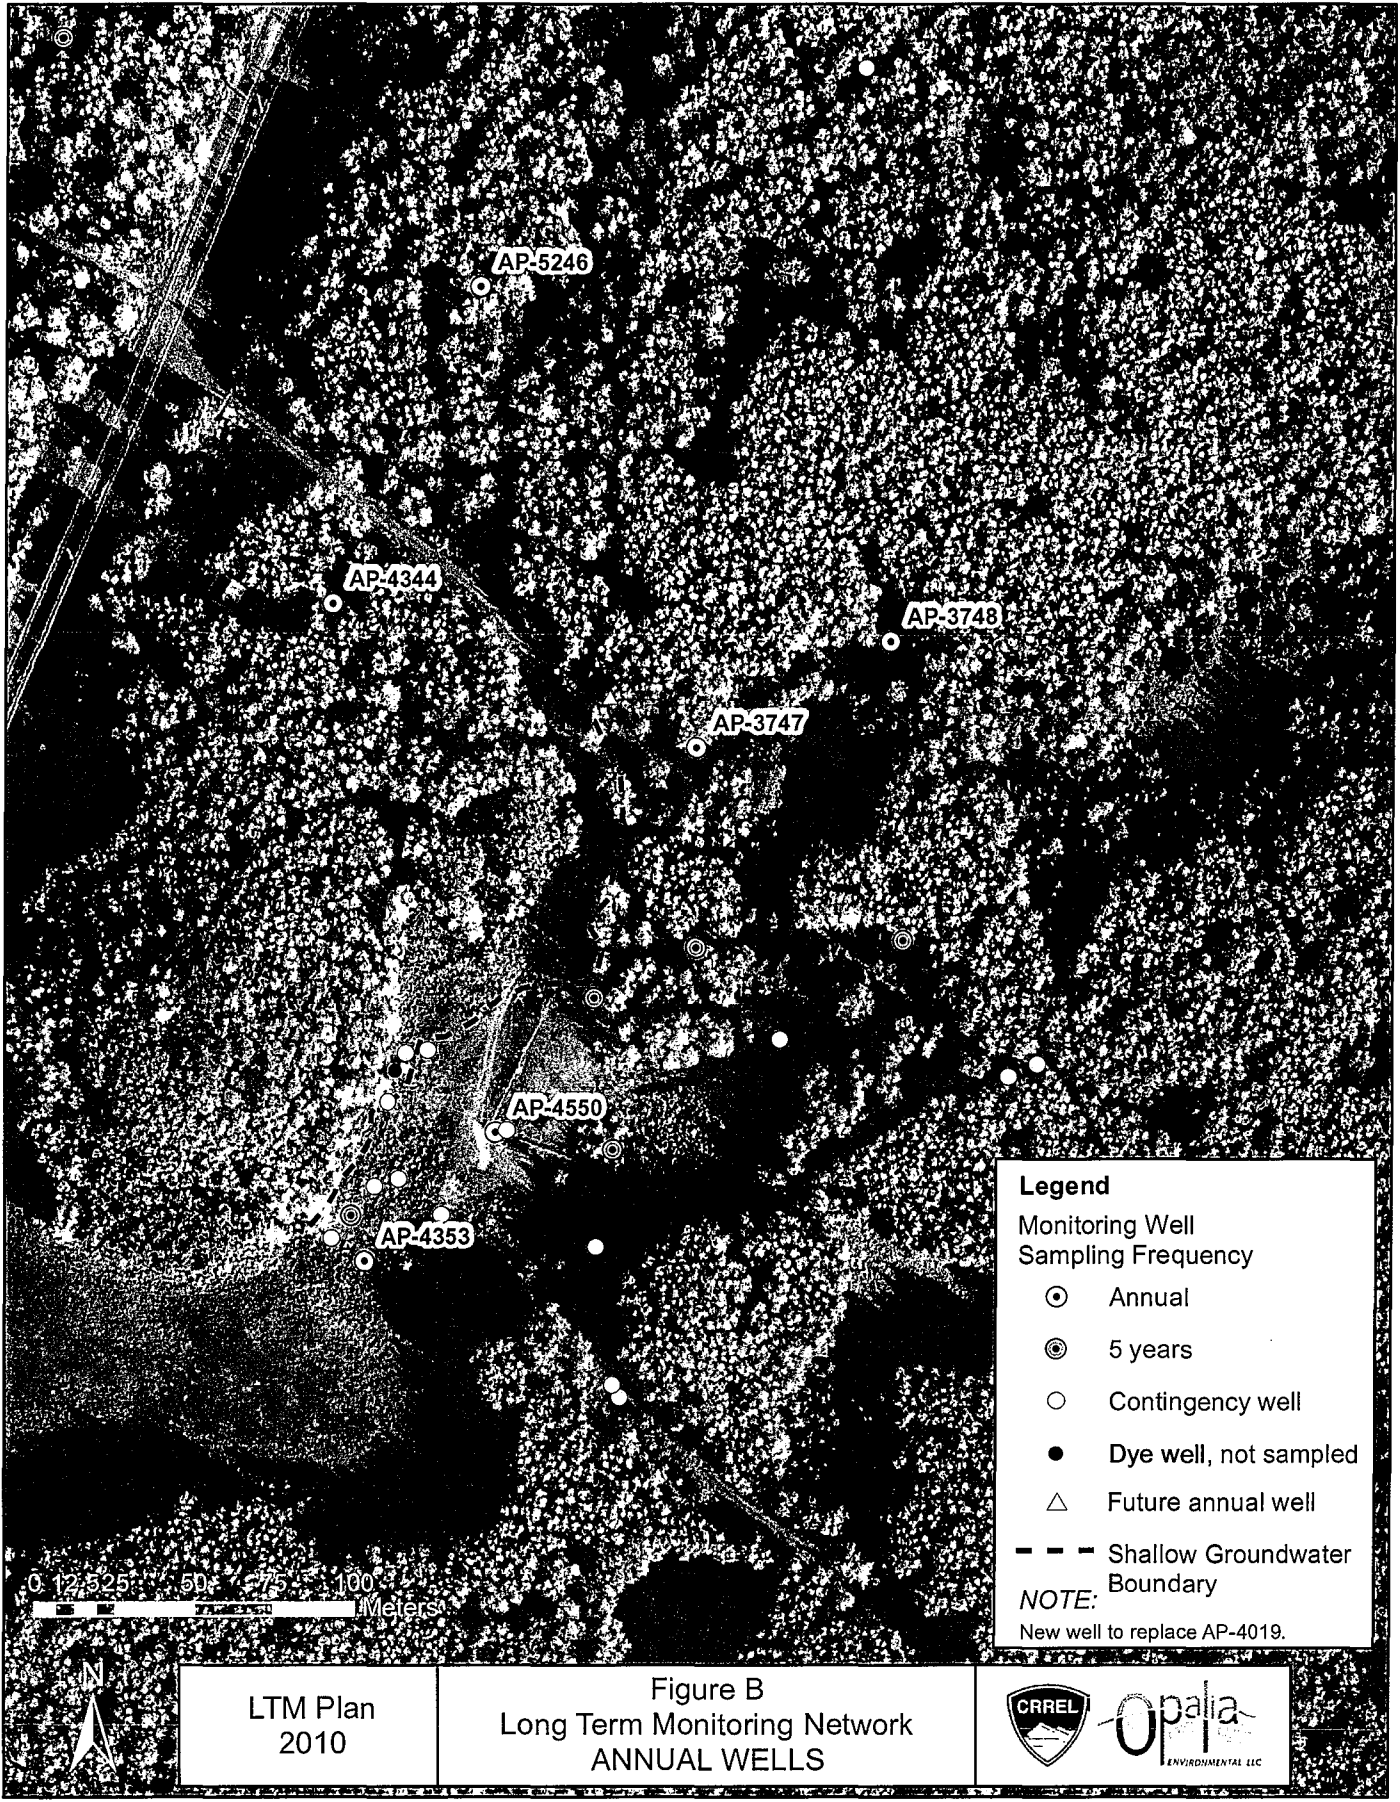 AP-5246
AP-4344
AP-3748
AP-3747
AP-4550
AP-4353
Legend
Monitoring Well
Sampling Frequency
Annual
5 years
Contingency well
Dye well, not sampled
Future annual well
Shallow Groundwater
Boundary
NOTE:
New well to replace AP-4019.
0 12.525 50 75 100
Meters
N
LTM Plan
2010
Figure B
Long Term Monitoring Network
ANNUAL WELLS
CRREL
Opalia
ENVIRONMENTAL LLC